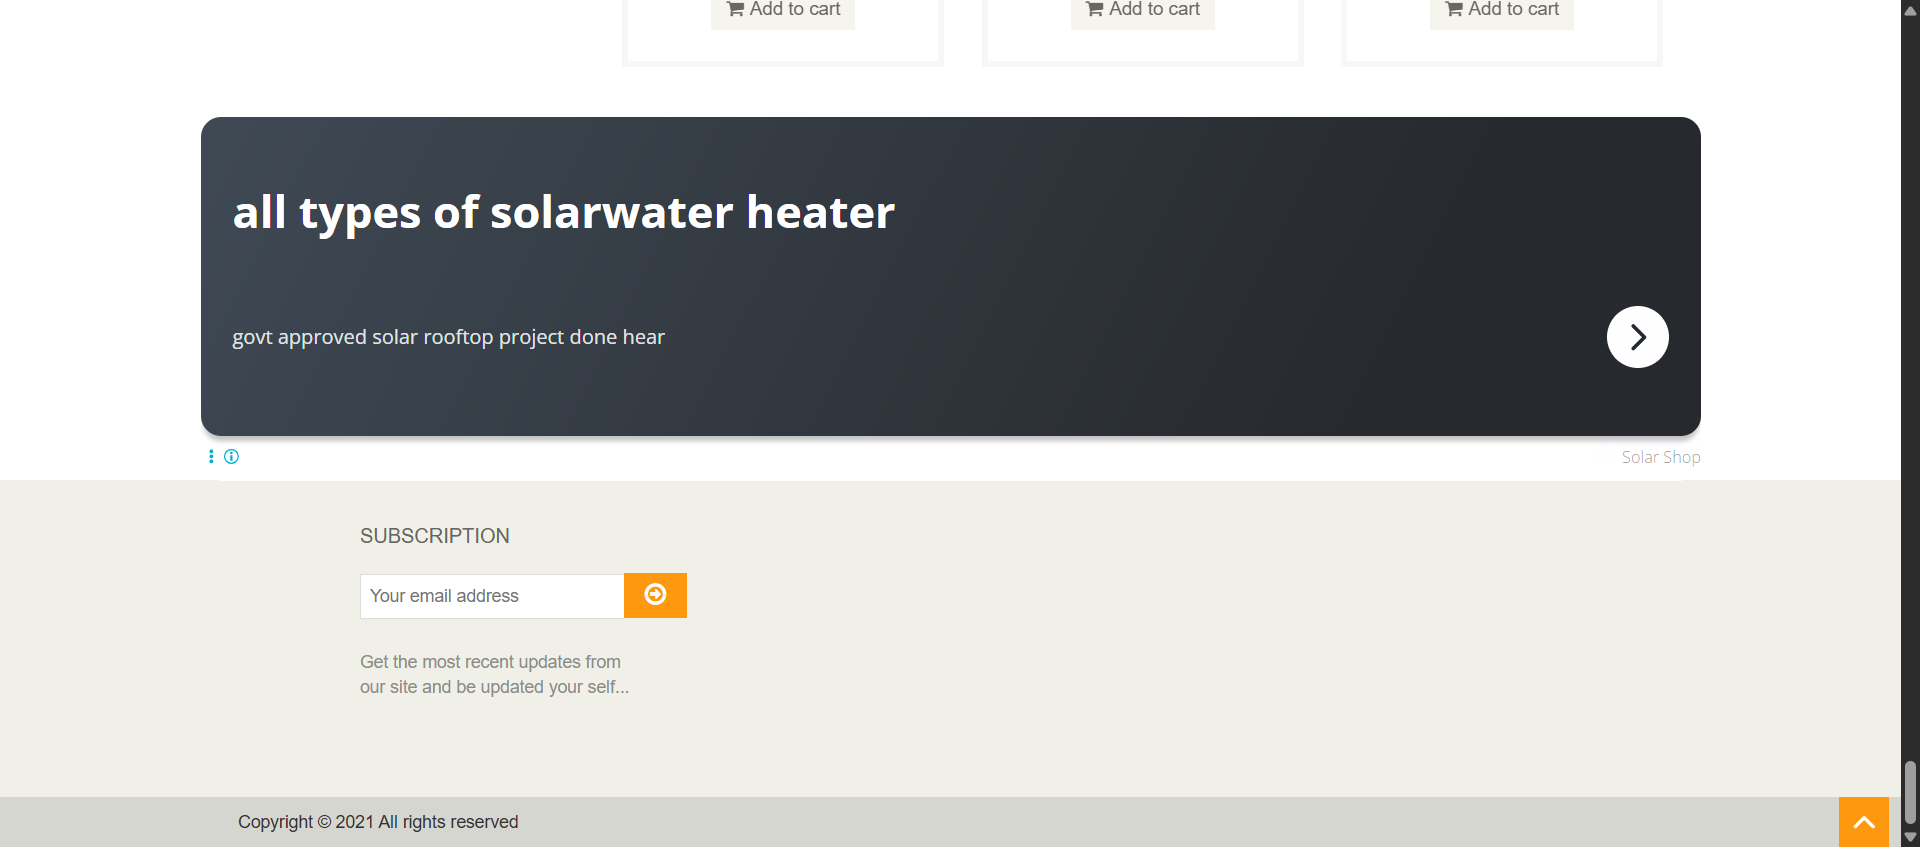 Add to cart
Add to cart
Add to cart
all types of solarwater heater
govt approved solar rooftop project done hear
Solar Shop
SUBSCRIPTION
Your email address
Get the most recent updates from
our site and be updated your self...
Copyright © 2021 All rights reserved